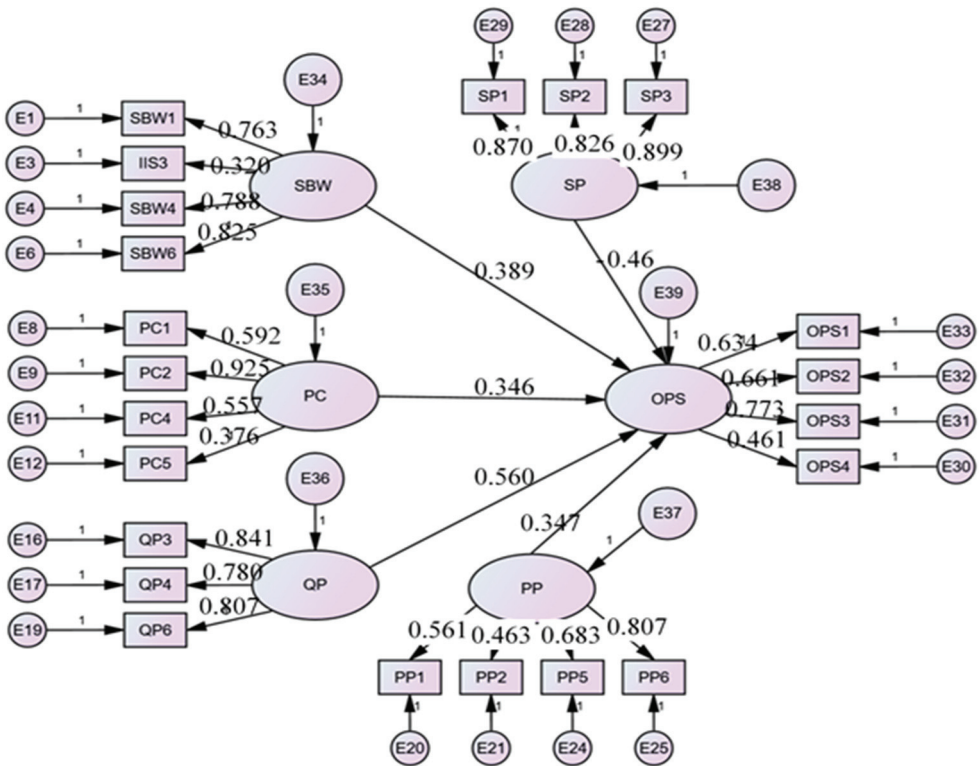 E29 E28 E27
1 1 1
SP1 SP2 SP3
1
0.870 0.826 0.899
SP 1 E38
-0.46
E34
1
E1 1 SBW1 0.763
E3 1 IIS3 0.320
E4 1 SBW4 0.788
E6 1 SBW6 0.825
SBW
0.389
E35
1
E8 1 PC1 0.592
E9 1 PC2 0.925
E11 1 PC4 0.557
E12 1 PC5 0.376
PC
0.346
E39
1
OPS
0.634 OPS1 1 E33
0.661 OPS2 1 E32
0.773 OPS3 1 E31
0.461 OPS4 1 E30
E36
1
E16 1 QP3 0.841
E17 1 QP4 0.780
E19 1 QP6 0.807
QP
0.560
0.347
E37
1
PP
0.561 0.463 0.683 0.807
PP1 PP2 PP5 PP6
1 1 1 1
E20 E21 E24 E25